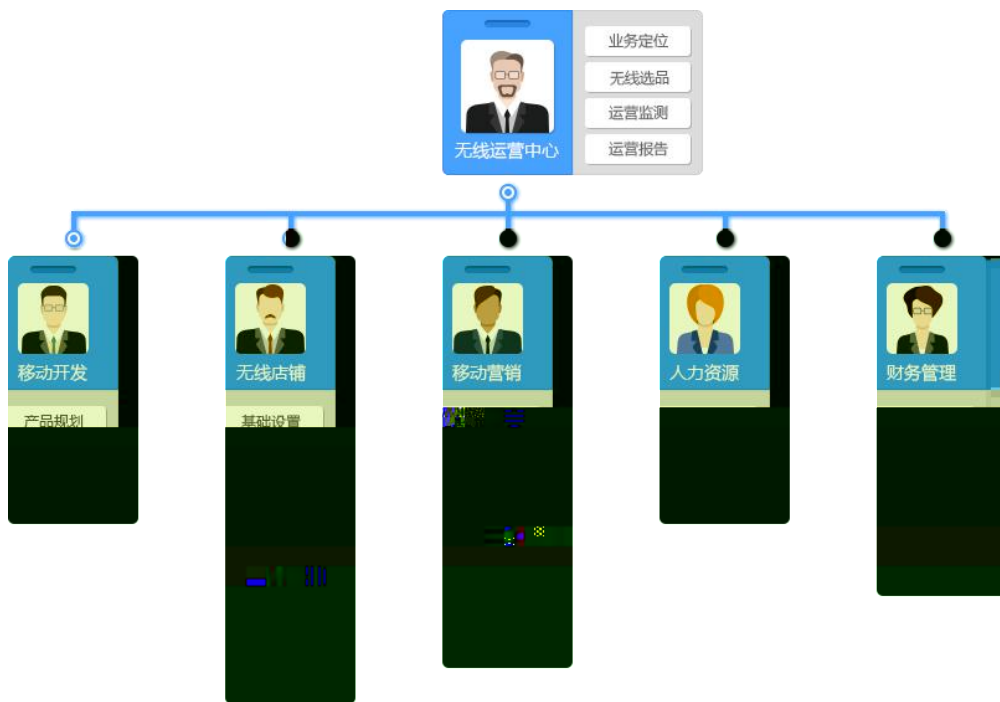 业务定位
无线选品
运营监测
运营报告
无线运营中心
移动开发
无线店铺
移动营销
人力资源
财务管理
产品规划
基础设置